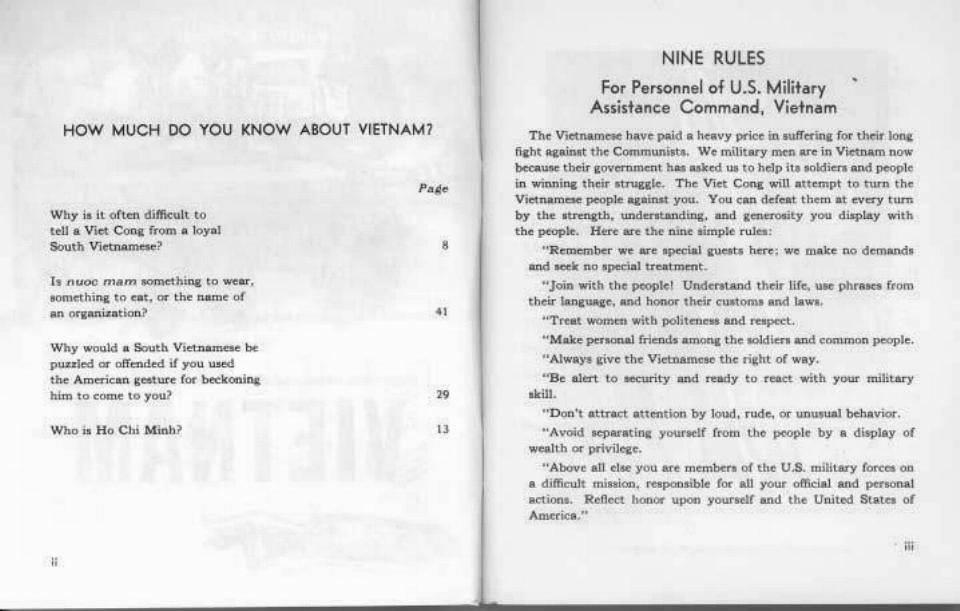 HOW MUCH DO YOU KNOW ABOUT VIETNAM?
Page
Why is it often difficult to
tell a Viet Cong from a loyal
South Vietnamese? 8
Is nuoc mam something to wear,
something to eat, or the name of
an organization? 41
Why would a South Vietnamese be
puzzled or offended if you used
the American gesture for beckoning
him to come to you? 29
Who is Ho Chi Minh? 13
ii
NINE RULES
For Personnel of U.S. Military
Assistance Command, Vietnam
The Vietnamese have paid a heavy price in suffering for their long
fight against the Communists. We military men are in Vietnam now
because their government has asked us to help its soldiers and people
in winning their struggle. The Viet Cong will attempt to turn the
Vietnamese people against you. You can defeat them at every turn
by the strength, understanding, and generosity you display with
the people. Here are the nine simple rules:
"Remember we are special guests here; we make no demands
and seek no special treatment.
"Join with the people! Understand their life, use phrases from
their language, and honor their customs and laws.
"Treat women with politeness and respect.
"Make personal friends among the soldiers and common people.
"Always give the Vietnamese the right of way.
"Be alert to security and ready to react with your military
skill.
"Don't attract attention by loud, rude, or unusual behavior.
"Avoid separating yourself from the people by a display of
wealth or privilege.
"Above all else you are members of the U.S. military forces on
a difficult mission, responsible for all your official and personal
actions. Reflect honor upon yourself and the United States of
America."
iii
VIETNAM